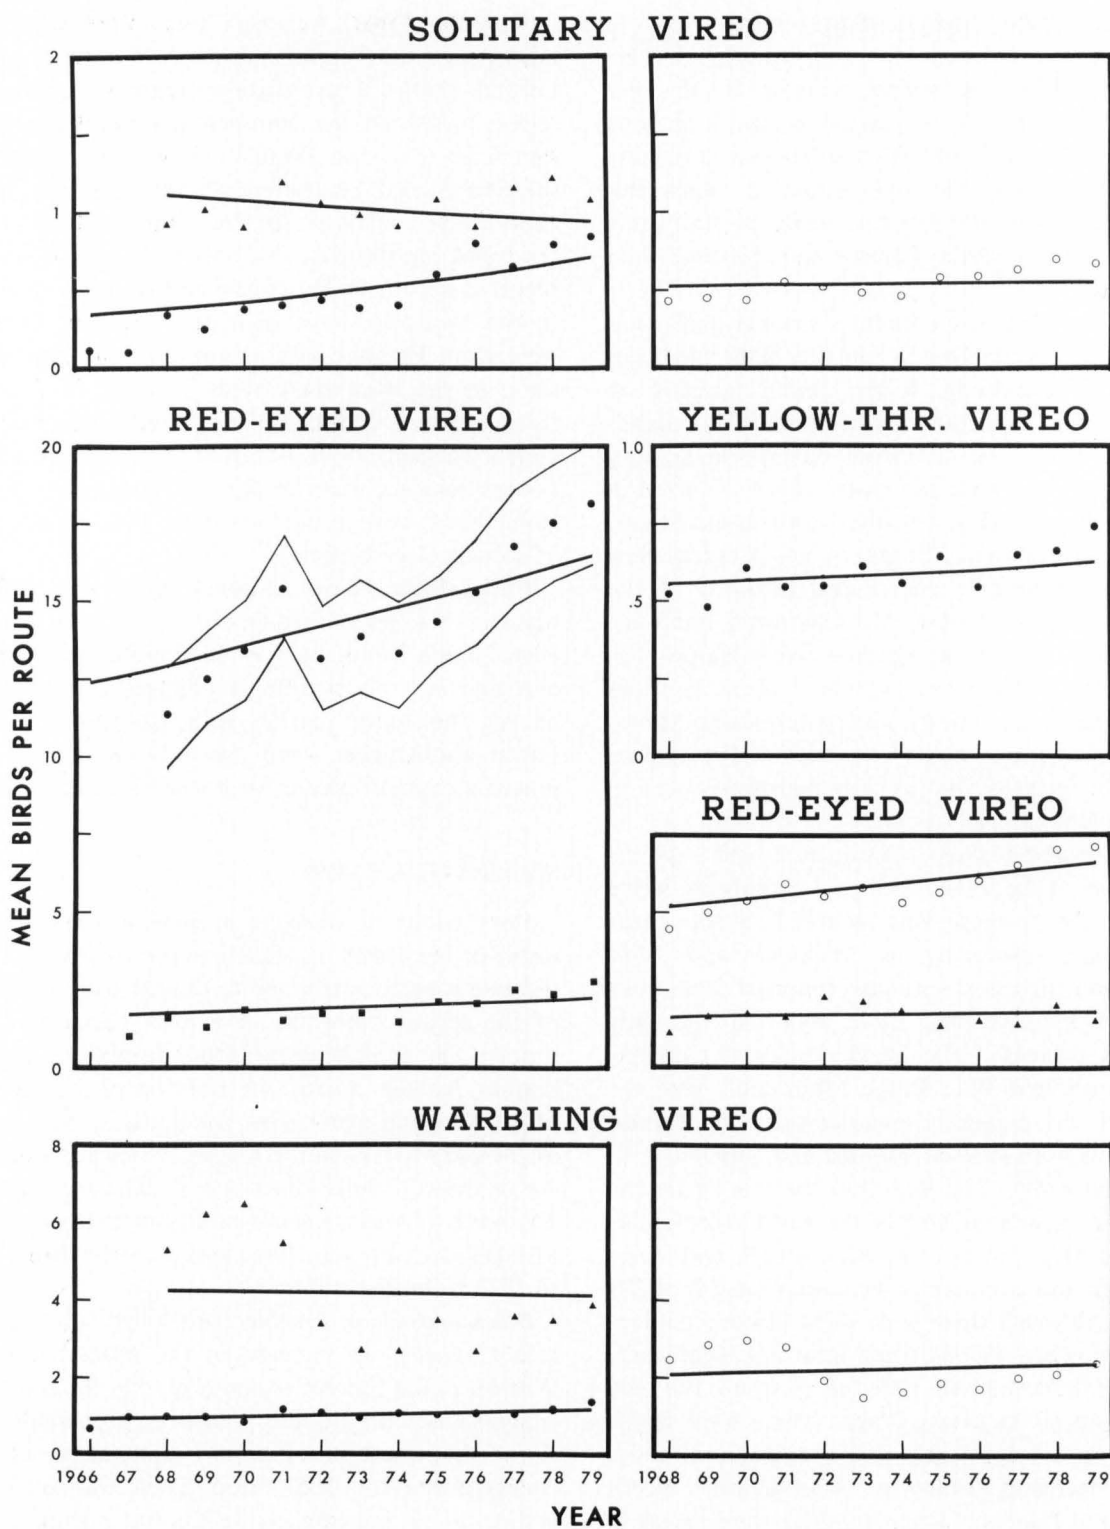 SOLITARY VIREO
2
1
0
RED-EYED VIREO
YELLOW-THR. VIREO
20
15
10
5
0
1.0
.5
0
RED-EYED VIREO
MEAN BIRDS PER ROUTE
WARBLING VIREO
8
6
4
2
0
1966 67 68 69 70 71 72 73 74 75 76 77 78 79
1968 69 70 71 72 73 74 75 76 77 78 79
YEAR